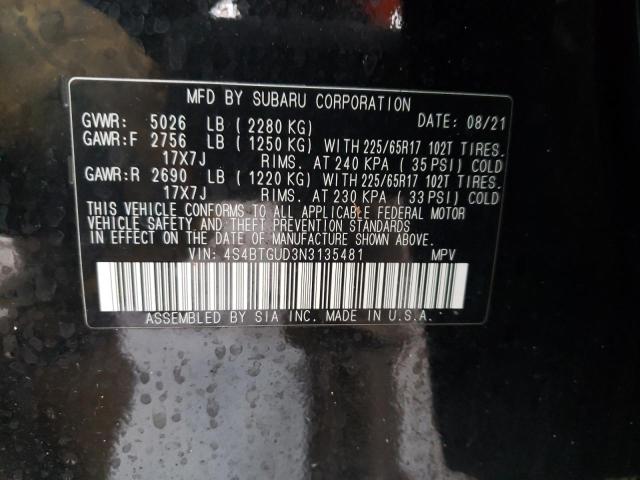 MFD BY SUBARU CORPORATION
GVWR: 5026 LB ( 2280 KG) DATE: 08/21
GAWR:F 2756 LB ( 1250 KG) WITH 225/65R17 102T TIRES.
17X7J RIMS. AT 240 KPA ( 35 PSI) COLD
GAWR:R 2690 LB ( 1220 KG) WITH 225/65R17 102T TIRES.
17X7J RIMS. AT 230 KPA ( 33 PSI) COLD
THIS VEHICLE CONFORMS TO ALL APPLICABLE FEDERAL MOTOR
VEHICLE SAFETY AND THEFT PREVENTION STANDARDS
IN EFFECT ON THE DATE OF MANUFACTURE SHOWN ABOVE.
VIN: 4S4BTGUD3N3135481 MPV
ASSEMBLED BY SIA INC. MADE IN U.S.A.